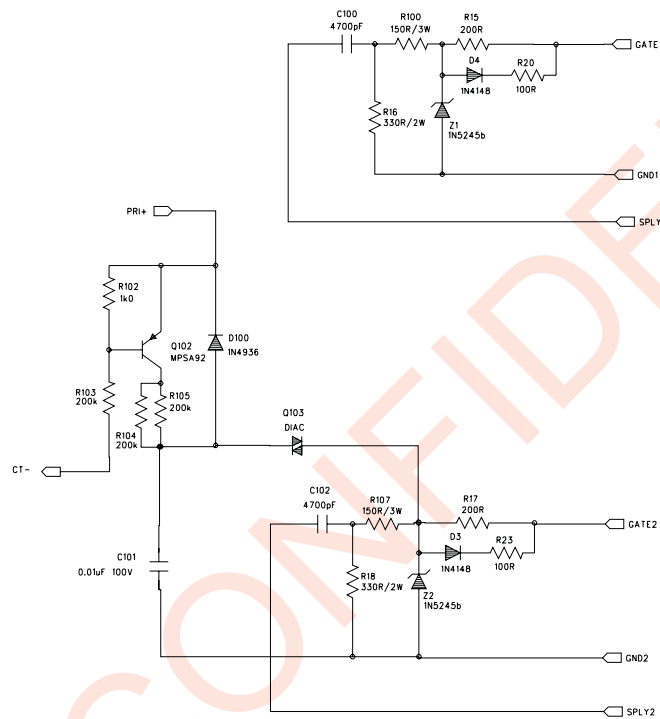 C100
4700pF
R100
150R/3W
R15
200R
GATE1
D4
1N4148
R20
100R
R16
330R/2W
Z1
1N5245b
GND1
SPLY
PRI+
R102
1k0
Q102
MPSA92
D100
1N4936
R103
200k
R105
200k
R104
200k
Q103
DIAC
CT-
C102
4700pF
R107
150R/3W
R17
200R
GATE2
D3
1N4148
R23
100R
C101
0.01uF 100V
R18
330R/2W
Z2
1N5245b
GND2
SPLY2
CONFIDE